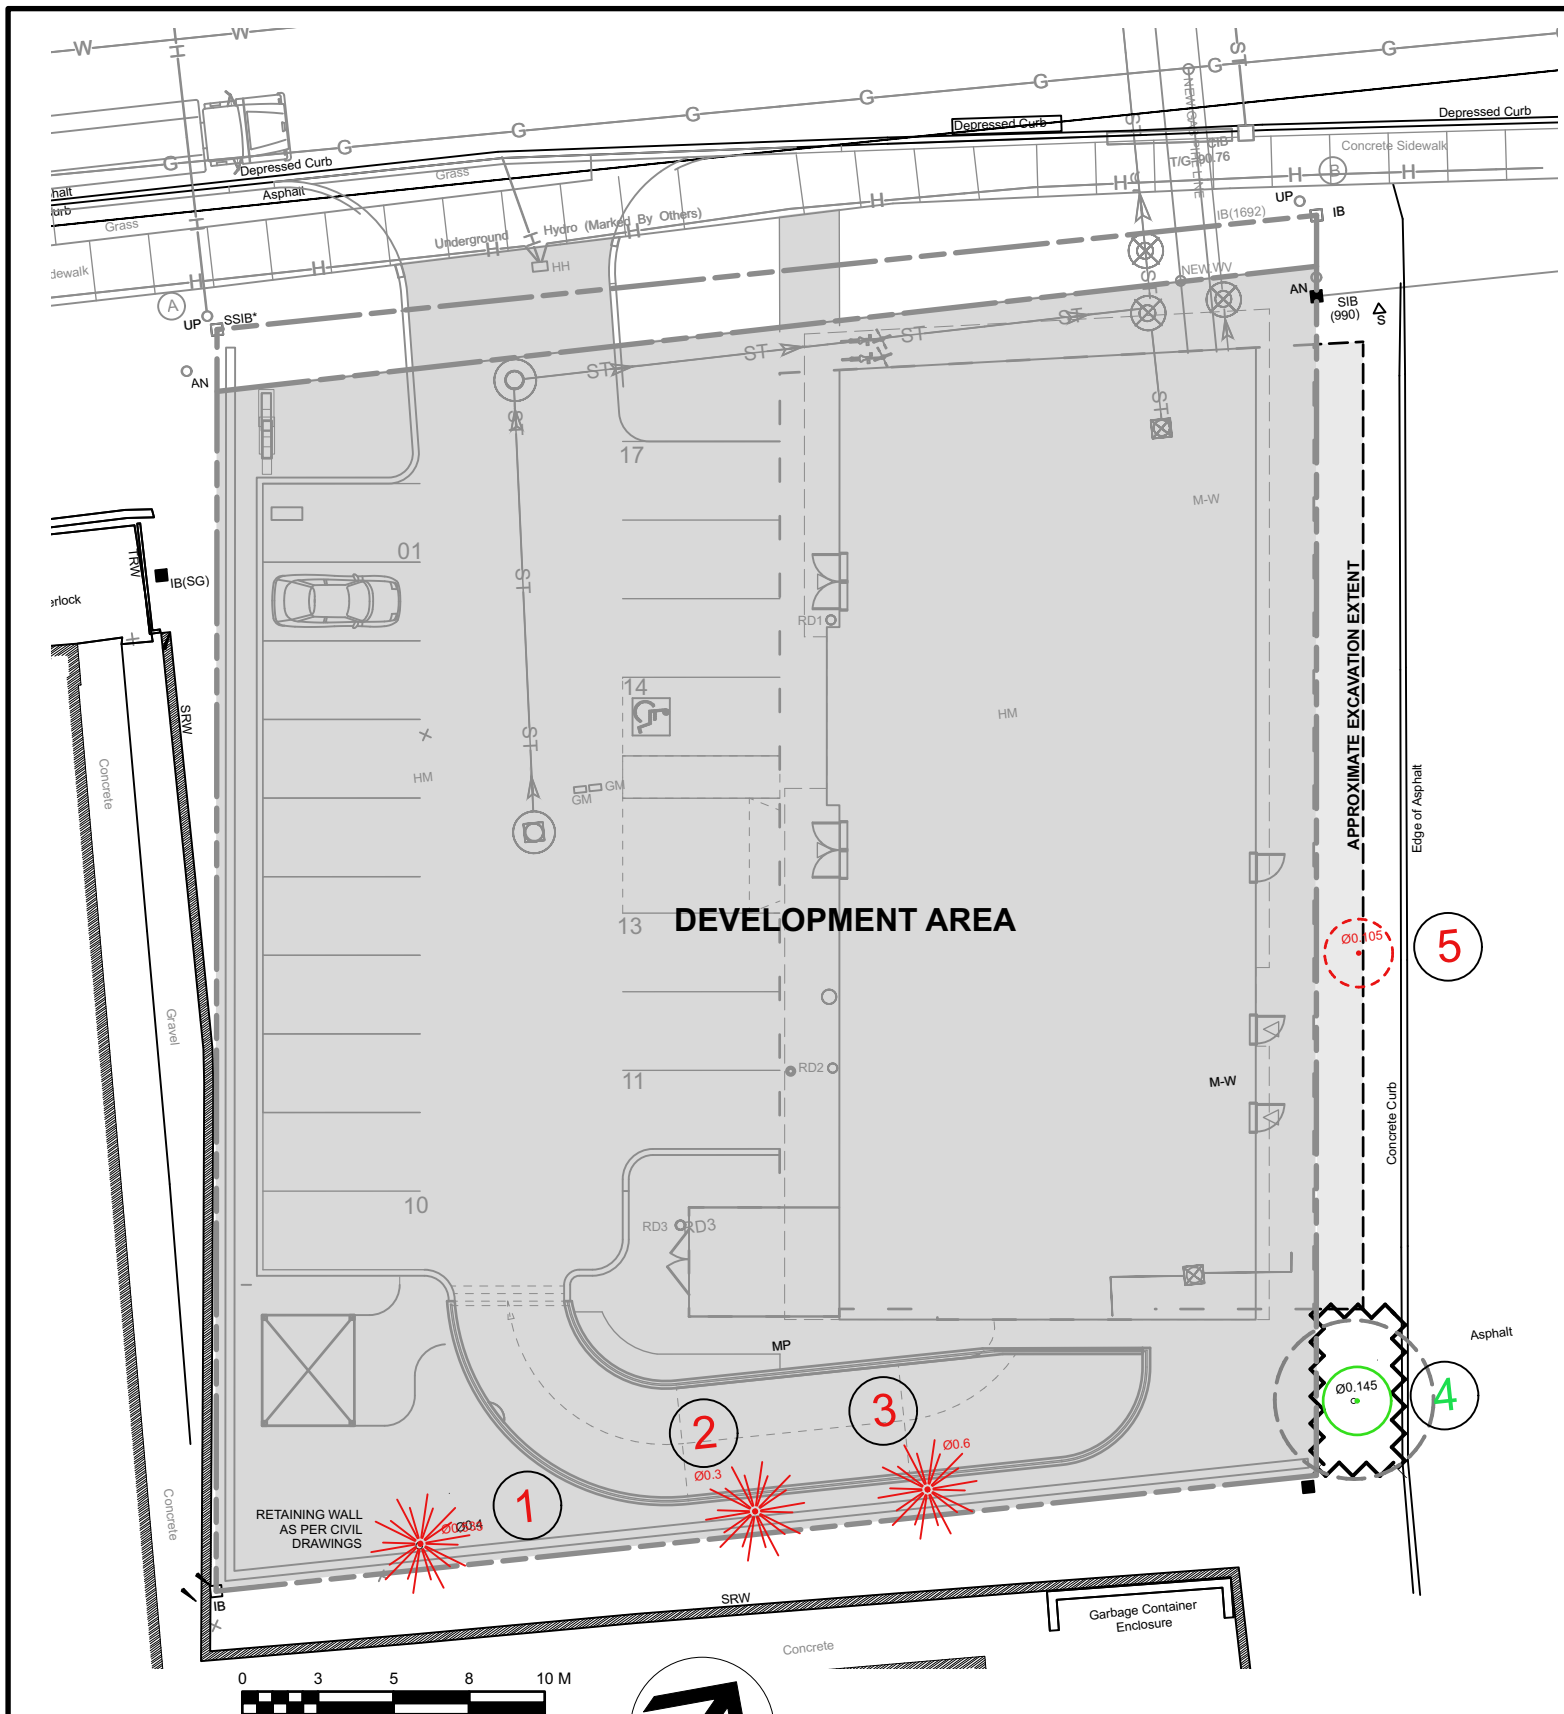 W
W
H
G
G
G
G
G
G
G
G
ST
Depressed Curb
Depressed Curb
Depressed Curb
Asphalt
Grass
Grass
Concrete Sidewalk
CIB
T/G=90.76
H
H
H
H
H
H
H
H
Underground
Hydro (Marked By Others)
HH
A
B
UP
SSIB*
AN
UP
IB
IB(1692)
NEW WV
AN
SIB
(990)
S
ST
ST
ST
ST
ST
ST
ST
ST
17
M-W
01
TRW
IB(SG)
RD1
SRW
14
HM
HM
GM
GM
Concrete
APPROXIMATE EXCAVATION EXTENT
Edge of Asphalt
DEVELOPMENT AREA
13
Ø0.105
5
Gravel
11
RD2
M-W
Concrete Curb
10
RD3
RD3
MP
Asphalt
Ø0.145
4
3
2
Ø0.6
Ø0.3
1
RETAINING WALL
AS PER CIVIL
DRAWINGS
Ø0.4
Concrete
IB
SRW
Garbage Container
Enclosure
Concrete
0 3 5 8 10 M